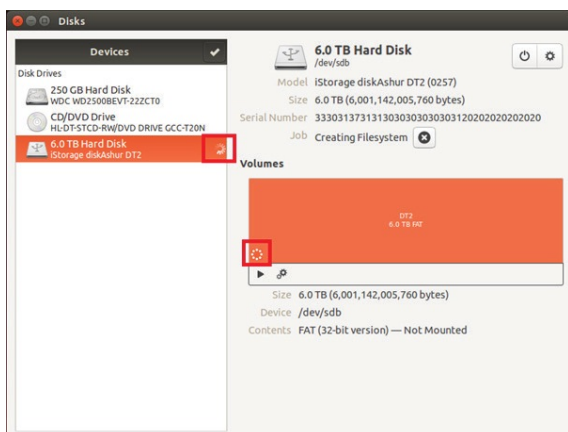 Disks
Devices
Disk Drives
250 GB Hard Disk
WDC WD2500BEVT-22ZCT0
CD/DVD Drive
HL-DT-STCD-RW/DVD DRIVE GCC-T20N
6.0 TB Hard Disk
iStorage diskAshur DT2
6.0 TB Hard Disk
/dev/sdb
Model iStorage diskAshur DT2 (0257)
Size 6.0 TB (6,001,142,005,760 bytes)
Serial Number 
Job Creating Filesystem
Volumes
DT2
6.0 TB FAT
Size 6.0 TB (6,001,142,005,760 bytes)
Device /dev/sdb
Contents FAT (32-bit version) — Not Mounted